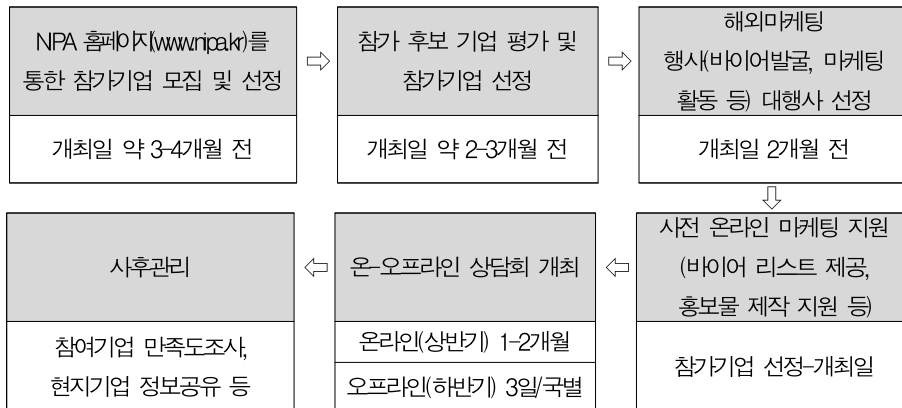 NIPA 홈페이지(www.nipa.kr)를
통한 참가기업 모집 및 선정
개최일 약 3-4개월 전
⇨
참가 후보 기업 평가 및
참가기업 선정
개최일 약 2-3개월 전
⇨
해외마케팅
행사(바이어발굴, 마케팅
활동 등) 대행사 선정
개최일 2개월 전
⇩
사전 온라인 마케팅 지원
(바이어 리스트 제공,
홍보물 제작 지원 등)
참가기업 선정-개최일
⇦
온-오프라인 상담회 개최
온라인(상반기) 1-2개월
오프라인(하반기) 3일/국별
⇦
사후관리
참여기업 만족도조사,
현지기업 정보공유 등